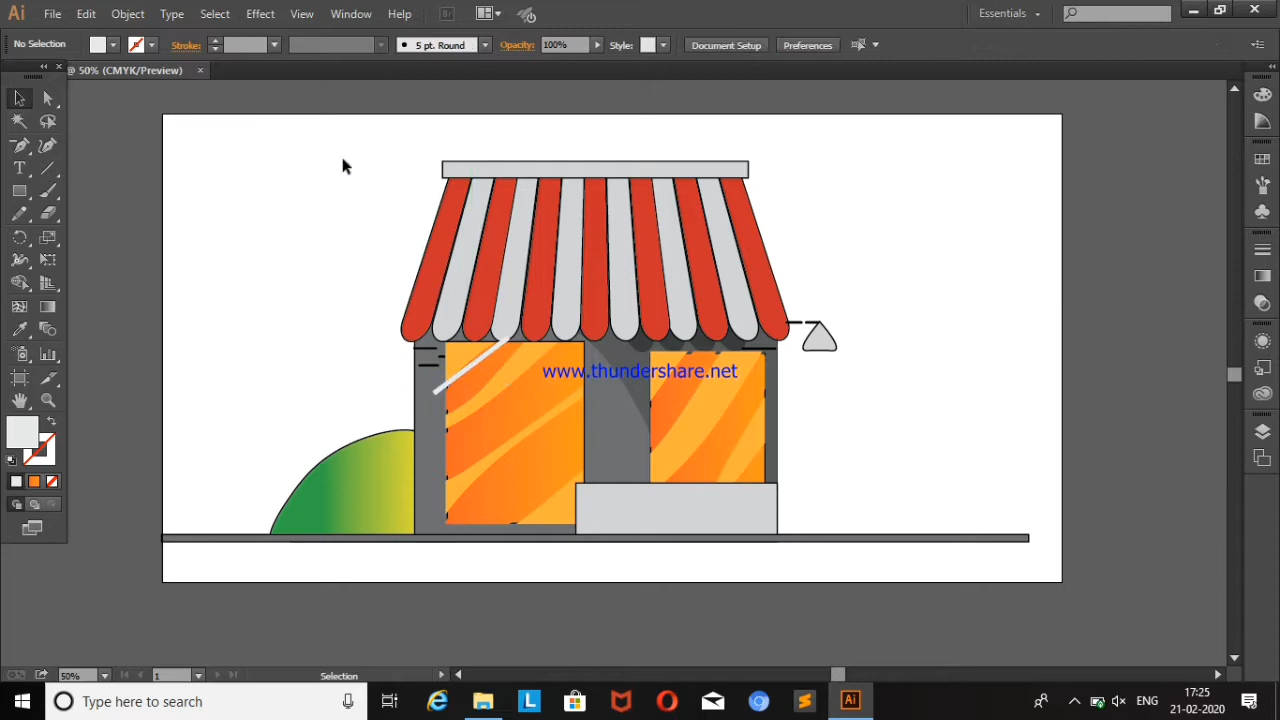 Ai File Edit Object Type Select Effect View Window Help Br Essentials
No Selection Stroke: 5 pt. Round Opacity: 100% Style: Document Setup Preferences
@ 50% (CMYK/Preview) ×
www.thundershare.net
50% 1 Selection
Type here to search L Ai ENG 17:25
21-02-2020